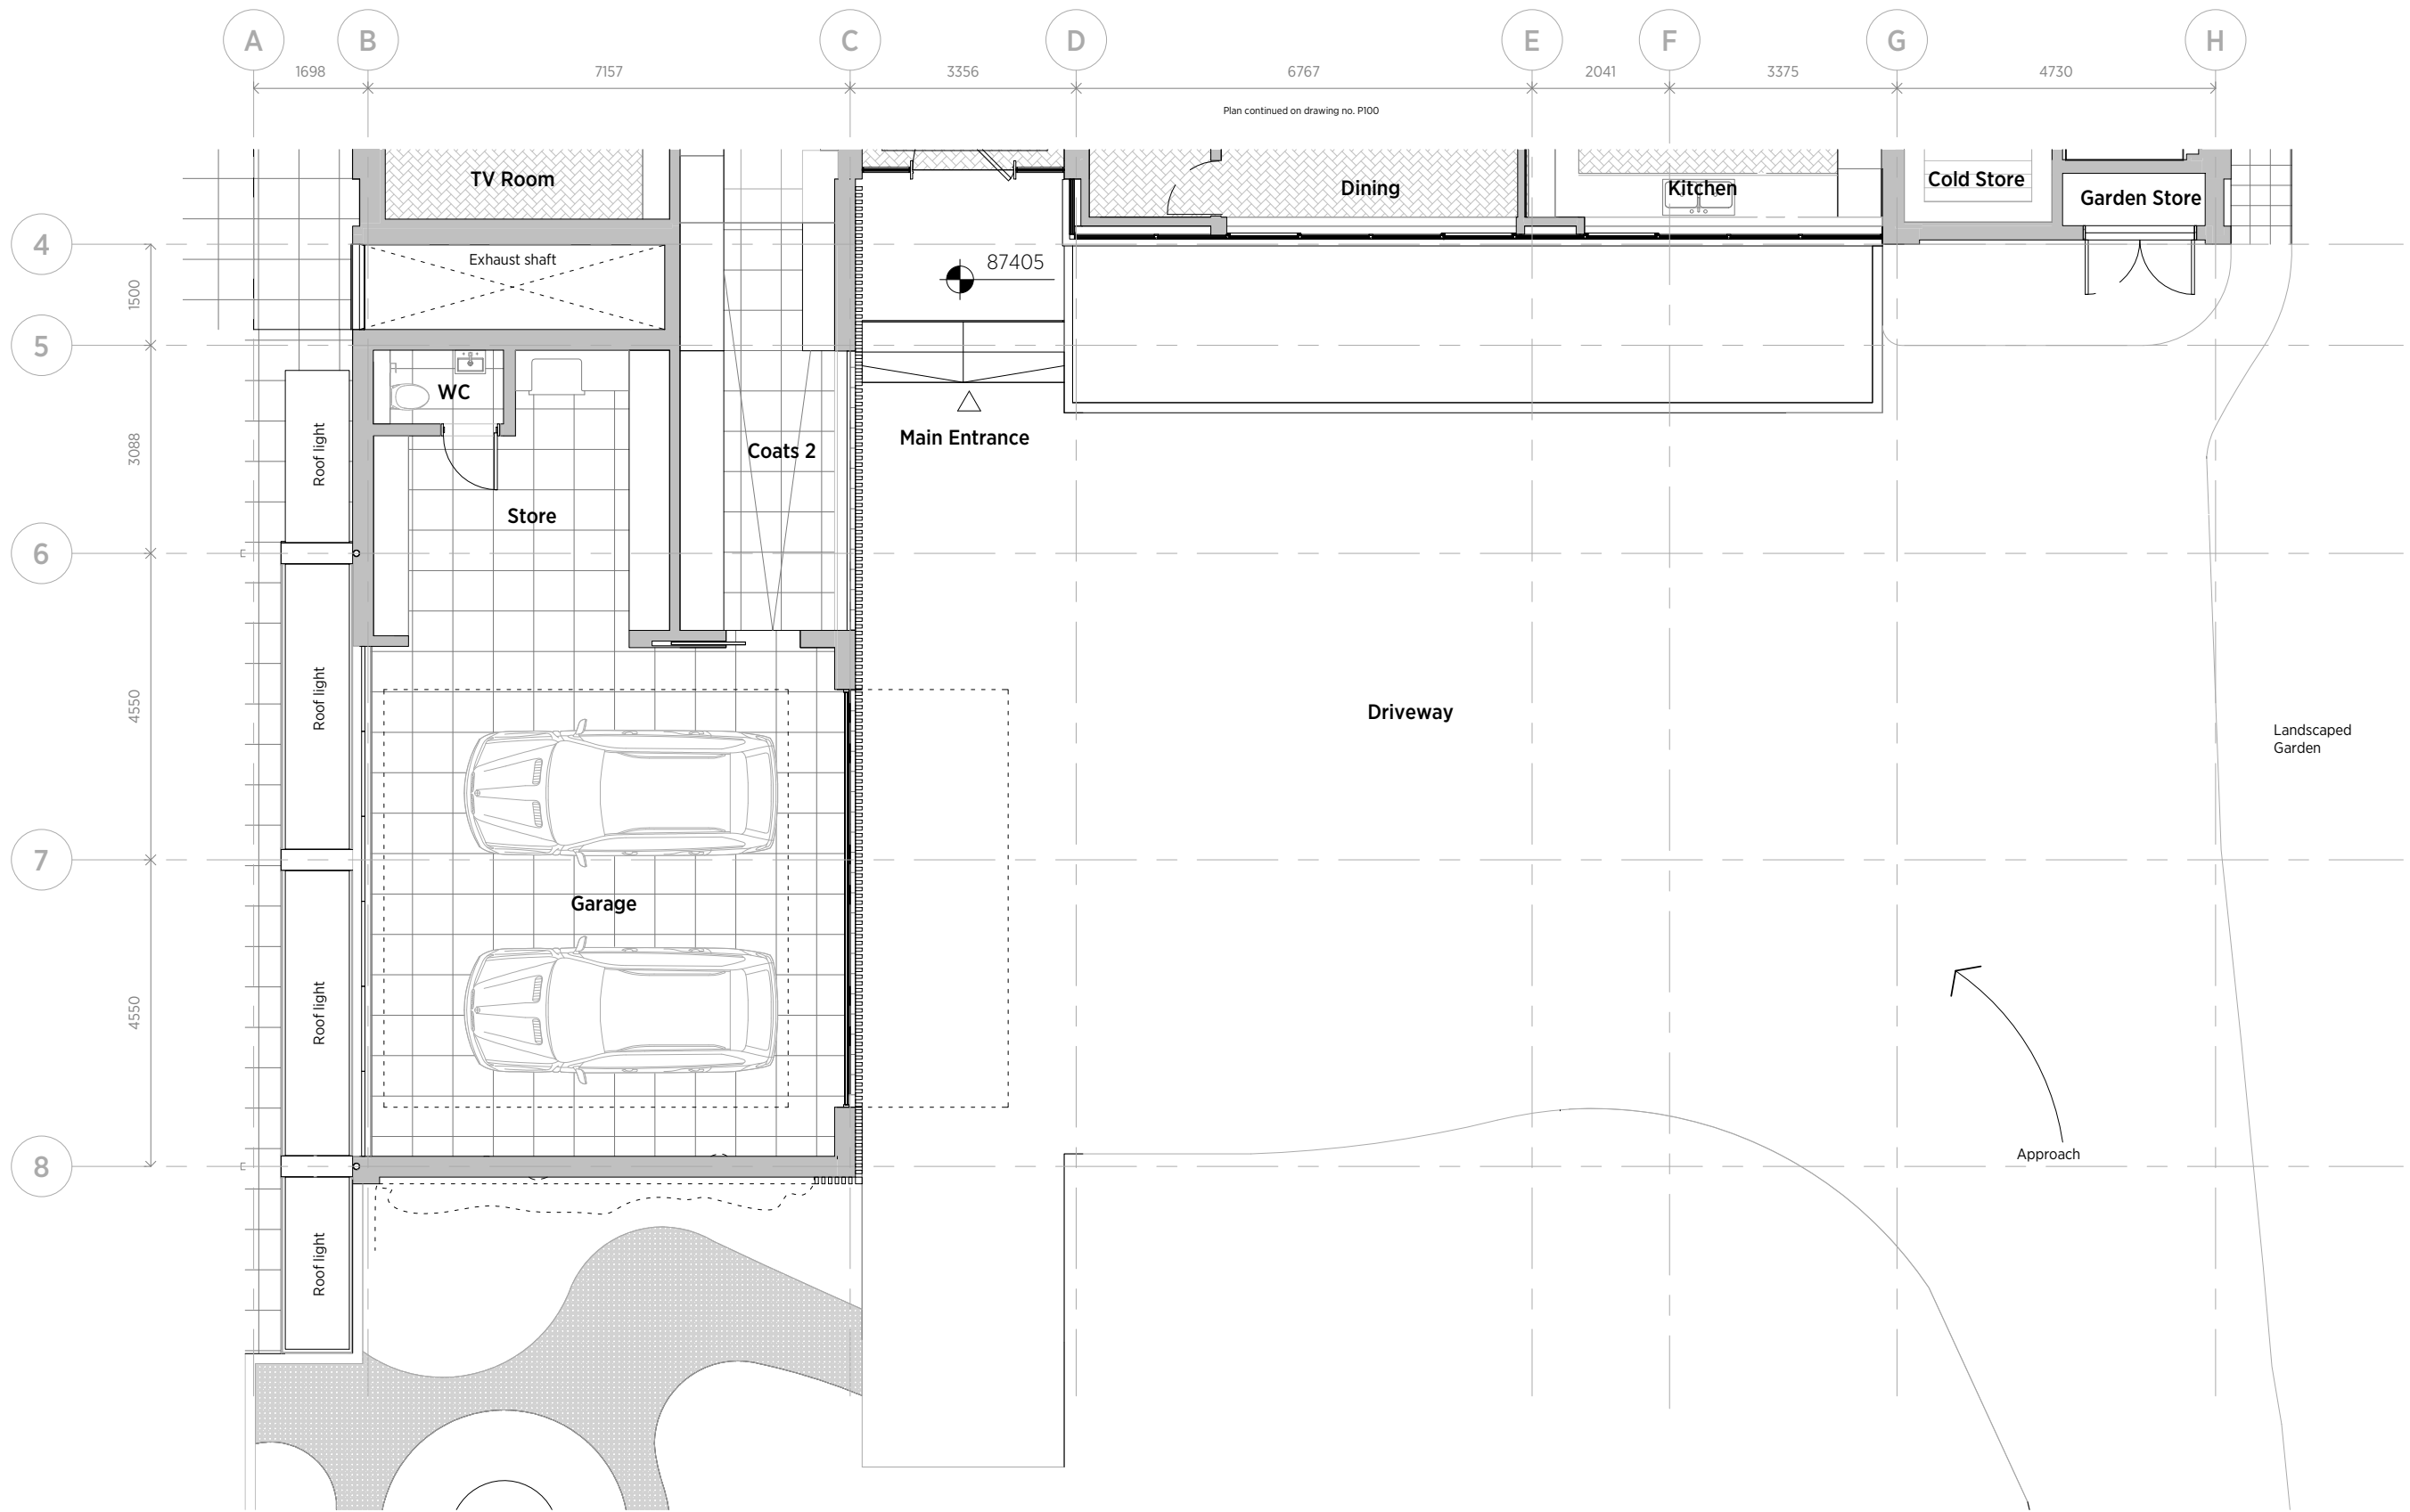 A B C D E F G H
1698 7157 3356 6767 2041 3375 4730
Plan continued on drawing no. P100
TV Room
Dining
Kitchen
Cold Store
Garden Store
4
Exhaust shaft
87405
1500
5
WC
Roof light
Coats 2
Main Entrance
3088
Store
6
4550
Roof light
Driveway
Landscaped
Garden
7
Garage
4550
Roof light
Approach
8
Roof light